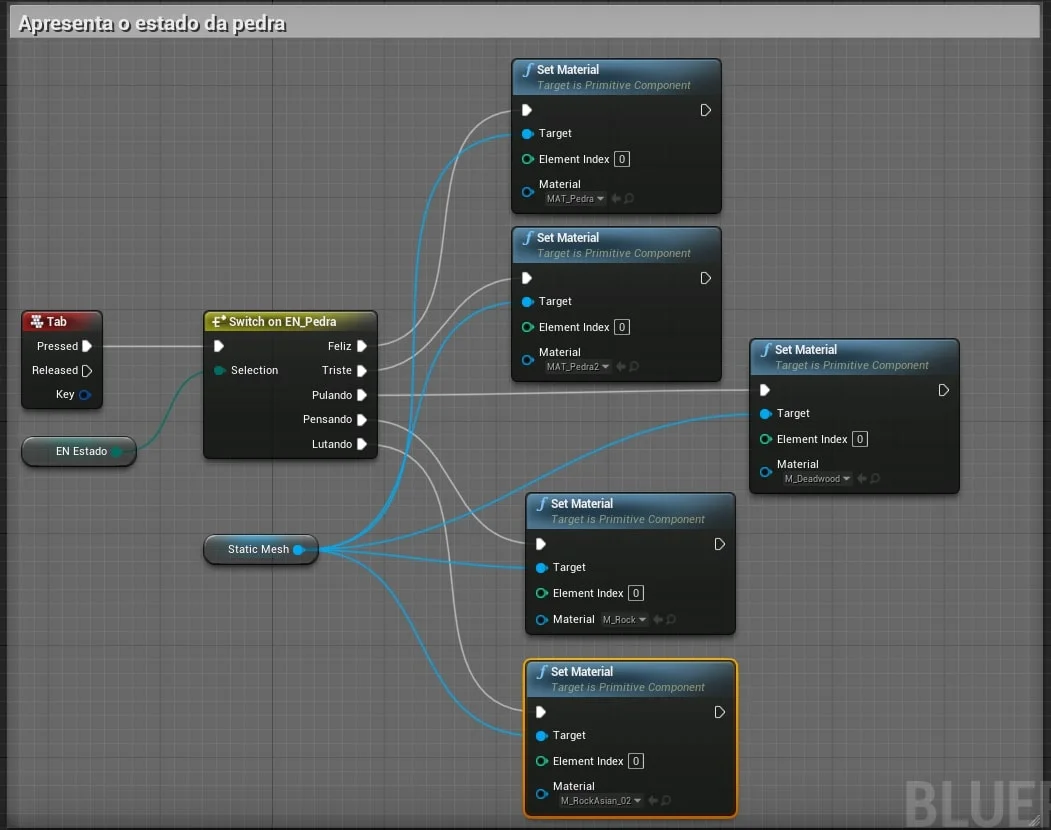 Apresenta o estado da pedra
Set Material
Target is Primitive Component
Target
Element Index 0
Material
MAT_Pedra
Set Material
Target is Primitive Component
Target
Element Index 0
Material
MAT_Pedra2
Tab
Pressed
Released
Key
EN Estado
Switch on EN_Pedra
Feliz
Selection
Triste
Pulando
Pensando
Lutando
Set Material
Target is Primitive Component
Target
Element Index 0
Material
M_Deadwood
Static Mesh
Set Material
Target is Primitive Component
Target
Element Index 0
Material M_Rock
Set Material
Target is Primitive Component
Target
Element Index 0
Material
M_RockAsian_02
BLUEP